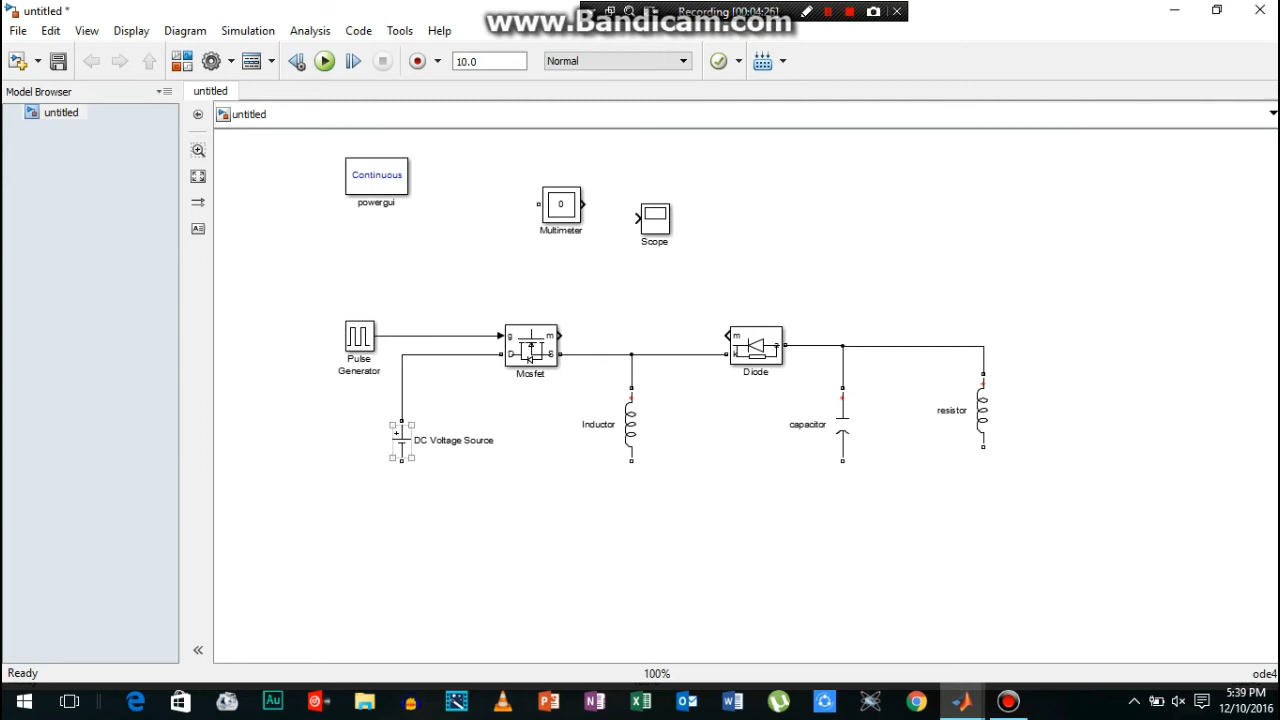 untitled *
www.Bandicam.com
Recording [00:04:26]
File Edit View Display Diagram Simulation Analysis Code Tools Help
10.0 Normal
Model Browser untitled
untitled untitled
Continuous
powergui
0
Multimeter
Scope
Pulse
Generator
g m
D S
Mosfet
m
k a
Diode
+
DC Voltage Source
Inductor
capacitor
resistor
Ready 100% ode4
5:39 PM
12/10/2016